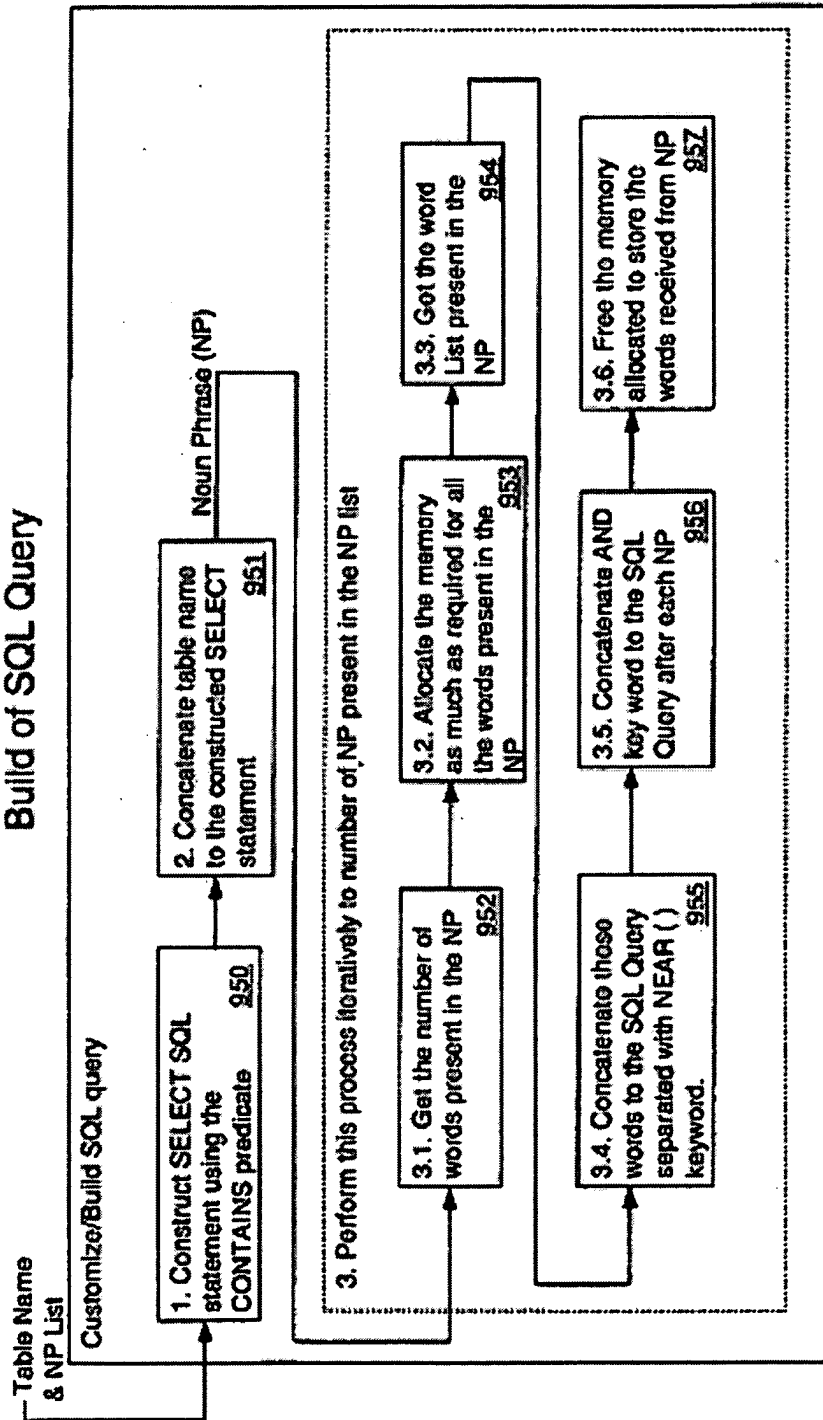 Build of SQL Query
Table Name
& NP List
Customize/Build SQL query
1. Construct SELECT SQL
statement using the
CONTAINS predicate
950
2. Concatenate table name
to the constructed SELECT
statement
951
Noun Phrase (NP)
3. Perform this process iteratively to number of NP present in the NP list
3.1. Get the number of
words present in the NP
952
3.2. Allocate the memory
as much as required for all
the words present in the
NP
953
3.3. Got the word
List present in the
NP
954
3.4. Concatenate those
words to the SQL Query
separated with NEAR ( )
keyword.
955
3.5. Concatenate AND
key word to the SQL
Query after each NP
956
3.6. Free the memory
allocated to store the
words received from NP
957